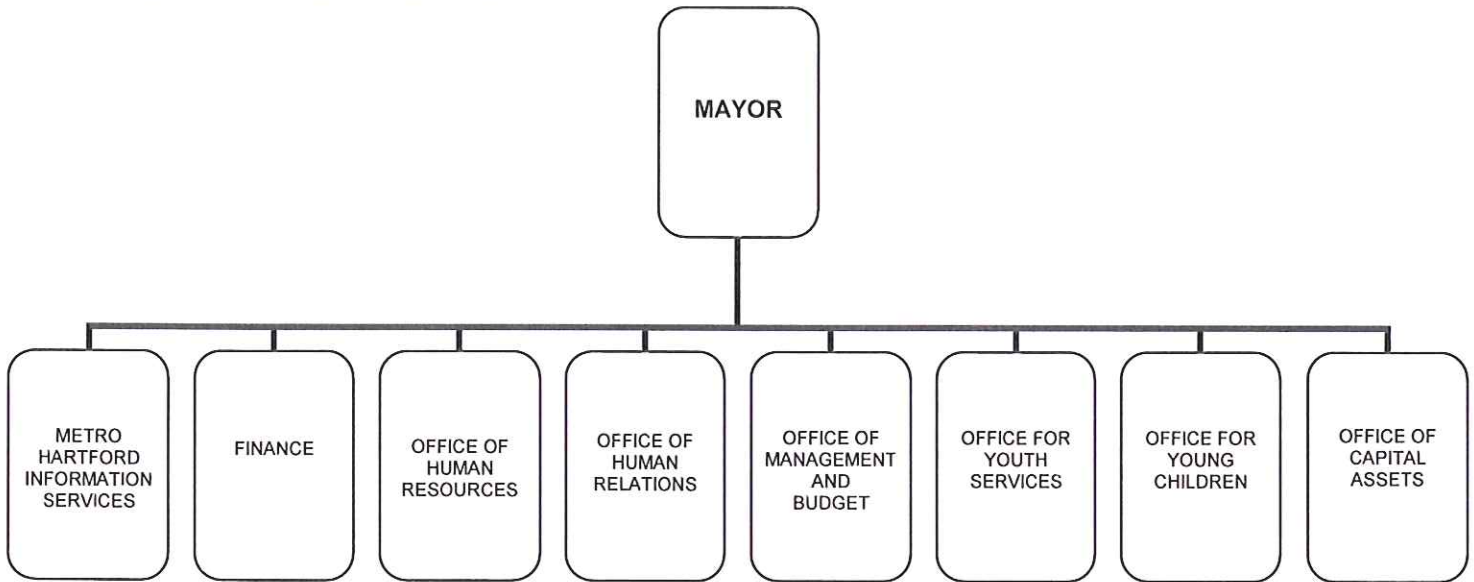 MAYOR
METRO
HARTFORD
INFORMATION
SERVICES
FINANCE
OFFICE OF
HUMAN
RESOURCES
OFFICE OF
HUMAN
RELATIONS
OFFICE OF
MANAGEMENT
AND
BUDGET
OFFICE FOR
YOUTH
SERVICES
OFFICE FOR
YOUNG
CHILDREN
OFFICE OF
CAPITAL
ASSETS